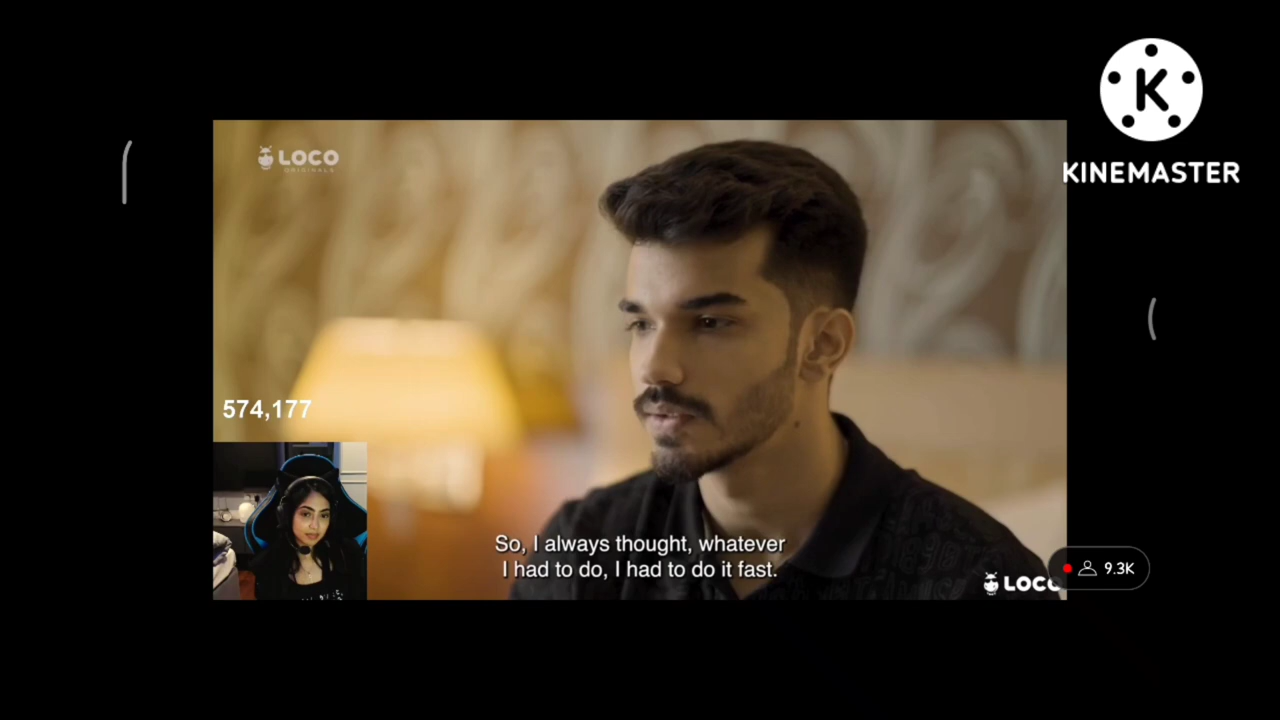 LOCO
ORIGINALS
K
KINEMASTER
574,177
So, I always thought, whatever
I had to do, I had to do it fast.
LOCO
9.3K